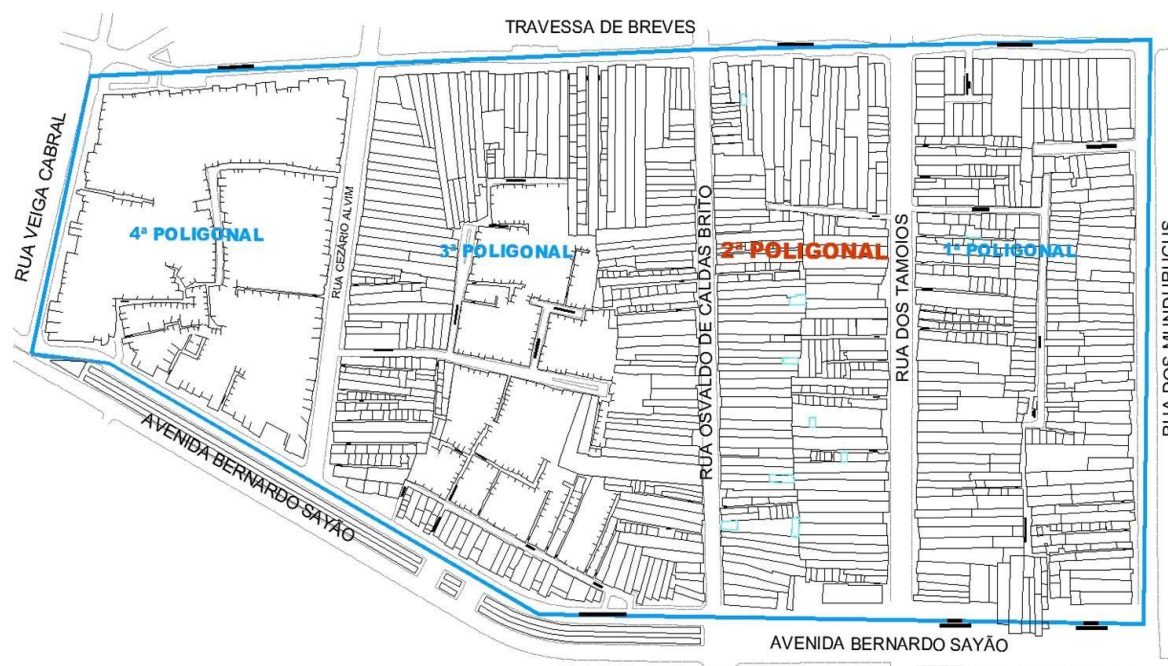 TRAVESSA DE BREVES
RUA VEIGA CABRAL
4ª POLIGONAL
RUA CEZÁRIO ALVIM
3ª POLIGONAL
RUA OSVALDO DE CALDAS BRITO
2ª POLIGONAL
RUA DOS TAMOIOS
1ª POLIGONAL
RUA DOS MUNDURUCUS
AVENIDA BERNARDO SAYÃO
AVENIDA BERNARDO SAYÃO